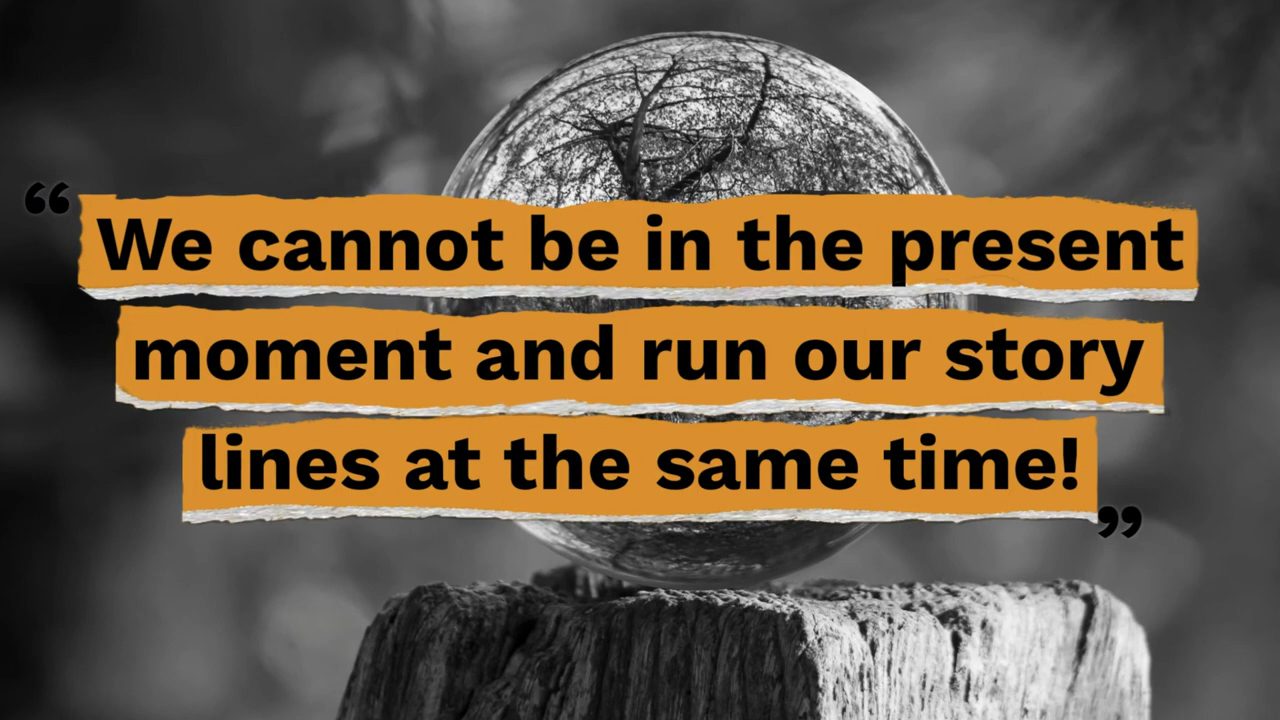 “We cannot be in the present
moment and run our story
lines at the same time!”